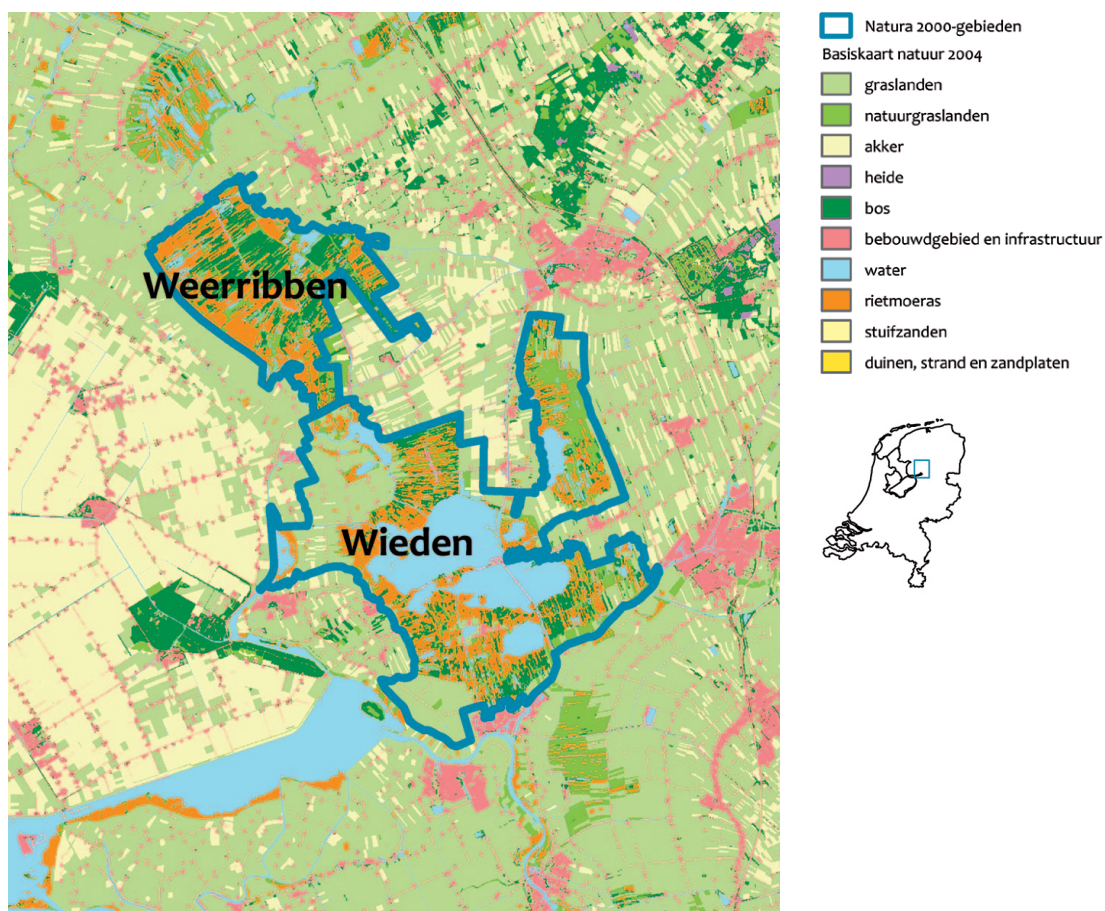 Weerribben
Wieden
Natura 2000-gebieden
Basiskaart natuur 2004
graslanden
natuurgraslanden
akker
heide
bos
bebouwdgebied en infrastructuur
water
rietmoeras
stuifzanden
duinen, strand en zandplaten